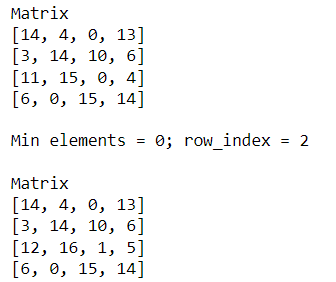 Matrix
[14, 4, 0, 13]
[3, 14, 10, 6]
[11, 15, 0, 4]
[6, 0, 15, 14]
Min elements = 0; row_index = 2
Matrix
[14, 4, 0, 13]
[3, 14, 10, 6]
[12, 16, 1, 5]
[6, 0, 15, 14]